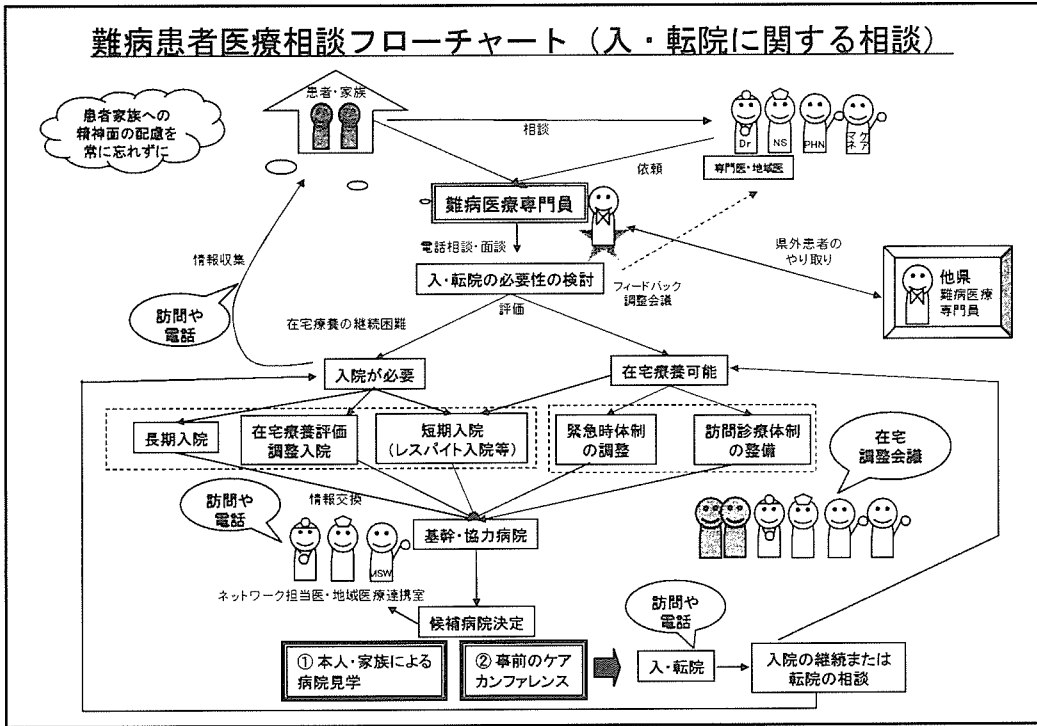 難病患者医療相談フローチャート（入・転院に関する相談）
患者・家族
患者家族への
精神面の配慮を
常に忘れずに
相談
Dr
NS
PHN
ケア
マネ
専門医・地域医
依頼
難病医療専門員
電話相談・面談
情報収集
県外患者の
やり取り
入・転院の必要性の検討
フィードバック
調整会議
他県
難病医療
専門員
訪問や
電話
在宅療養の継続困難
評価
入院が必要
在宅療養可能
長期入院
在宅療養評価
調整入院
短期入院
(レスパイト入院等)
緊急時体制
の調整
訪問診療体制
の整備
在宅
調整会議
訪問や
電話
情報交換
基幹・協力病院
MSW
ネットワーク担当医・地域医療連携室
候補病院決定
訪問や
電話
① 本人・家族による
病院見学
② 事前のケア
カンファレンス
入・転院
入院の継続または
転院の相談